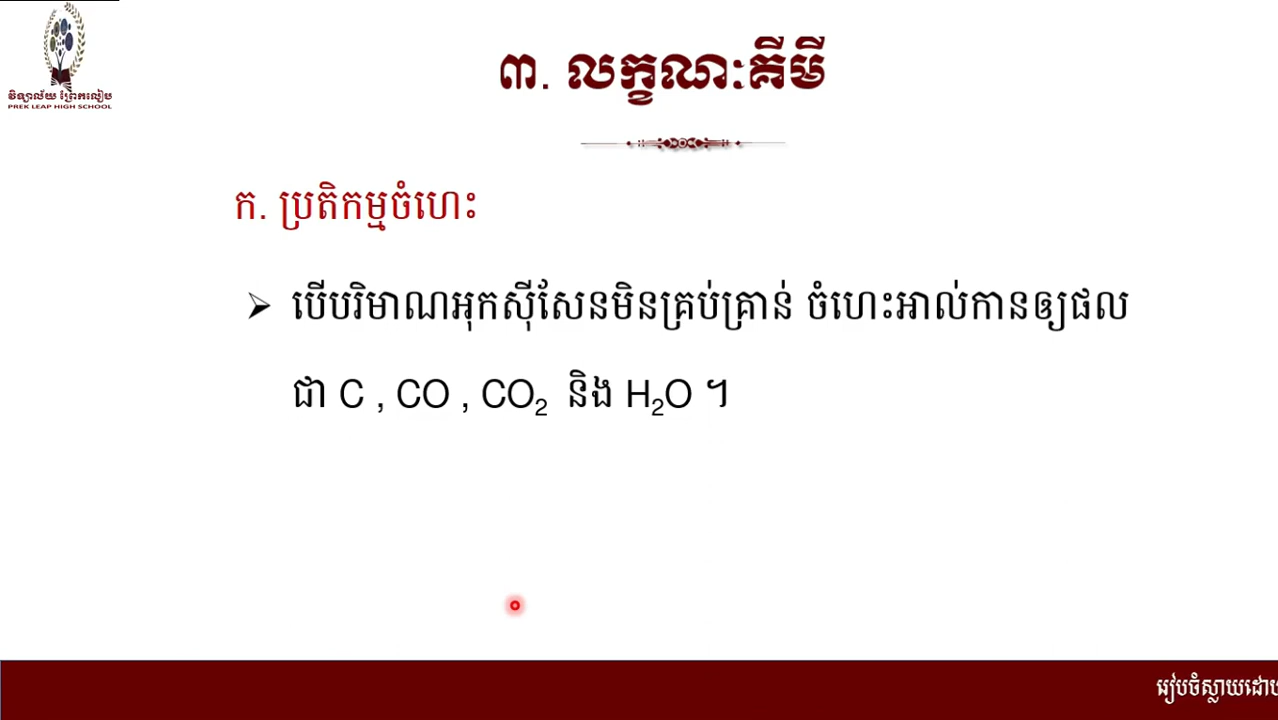 វិទ្យាល័យ ព្រែកលៀប
PREK LEAP HIGH SCHOOL
៣. លក្ខណៈគីមី
ក. ប្រតិកម្មចំហេះ
➢ បើបរិមាណអុកស៊ីសែនមិនគ្រប់គ្រាន់ ចំហេះអាល់កានឲ្យផល
ជា C , CO , CO₂ និង H₂O ។
រៀបចំស្លាយដោយ